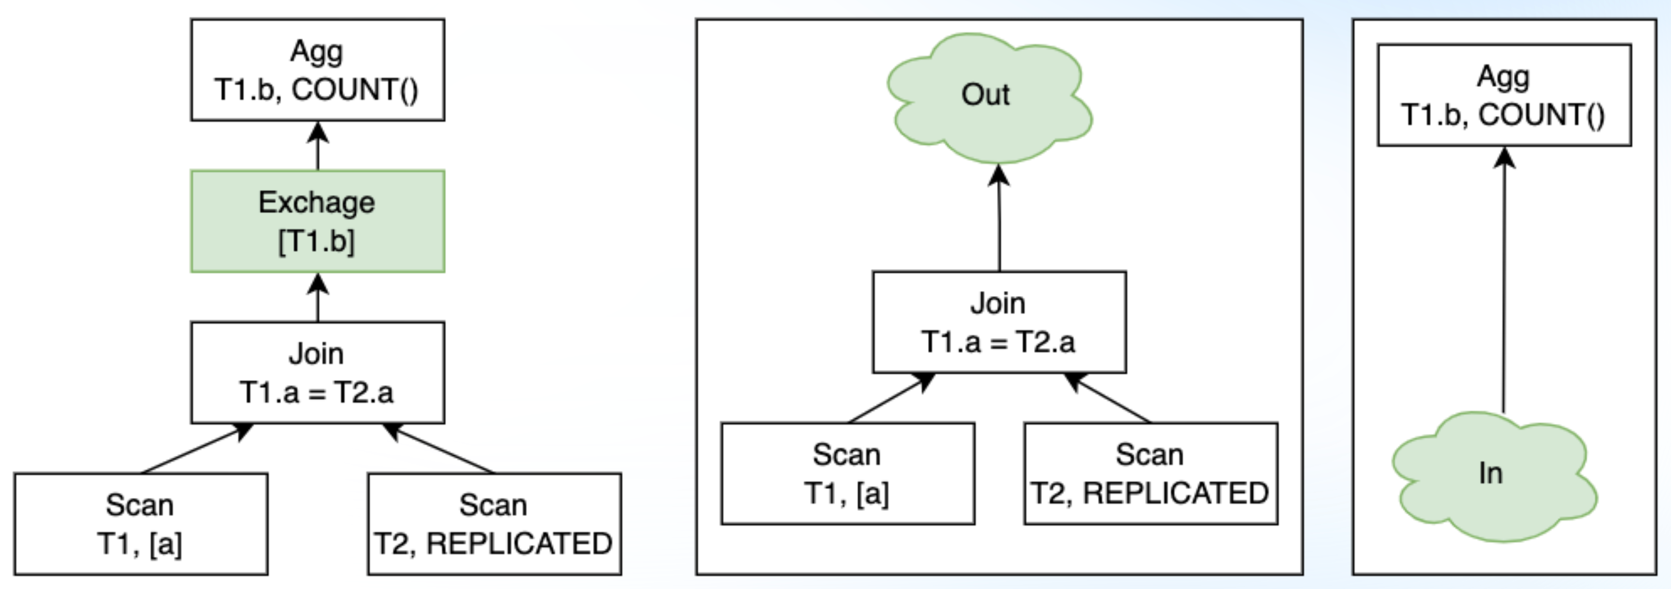 Agg
T1.b, COUNT()
Exchage
[T1.b]
Join
T1.a = T2.a
Scan
T1, [a]
Scan
T2, REPLICATED
Out
Join
T1.a = T2.a
Scan
T1, [a]
Scan
T2, REPLICATED
Agg
T1.b, COUNT()
In